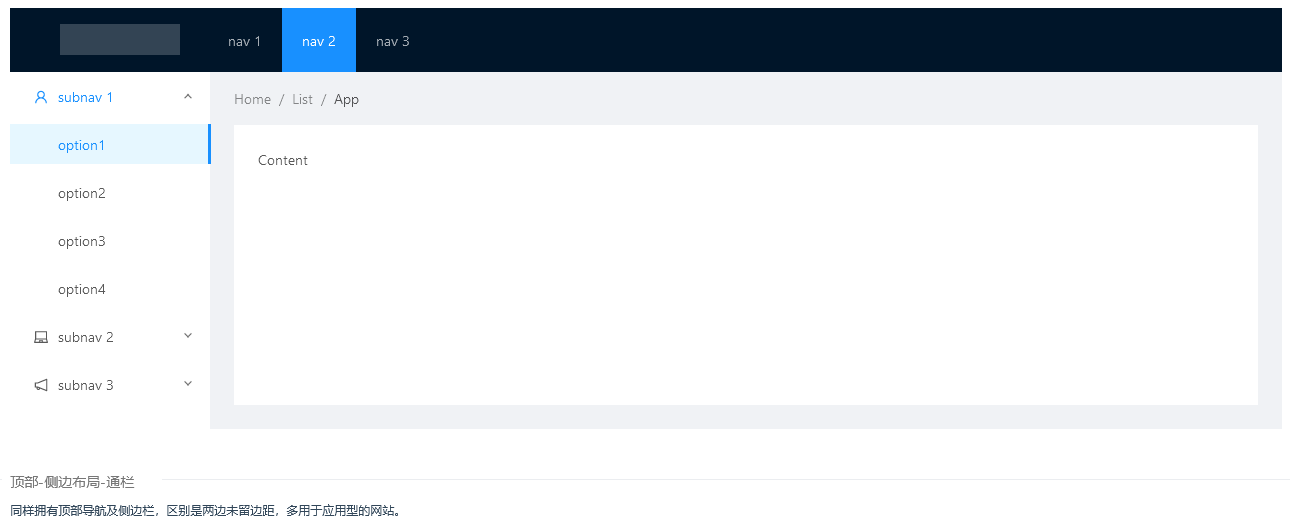 nav 1 nav 2 nav 3
subnav 1
Home / List / App
option1
Content
option2
option3
option4
subnav 2
subnav 3
顶部-侧边布局-通栏
同样拥有顶部导航及侧边栏，区别是两边未留边距，多用于应用型的网站。